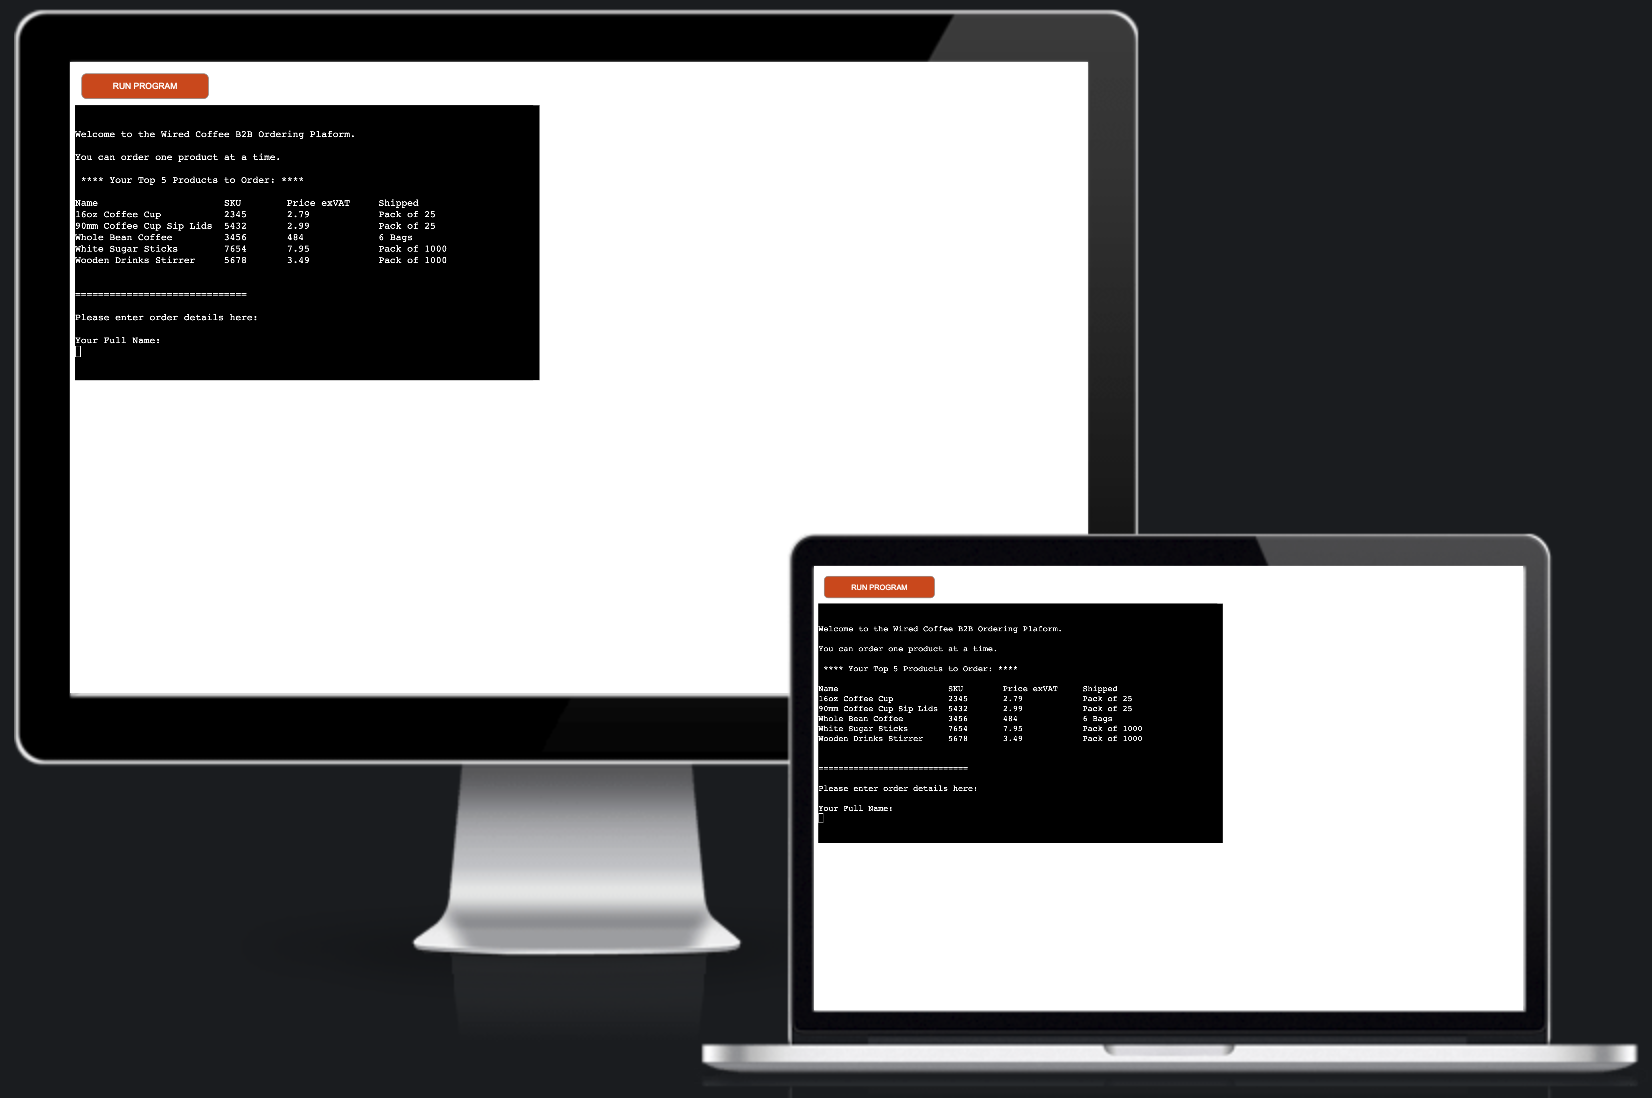 RUN PROGRAM
Welcome to the Wired Coffee B2B Ordering Plaform.
You can order one product at a time.
**** Your Top 5 Products to Order: ****
Name SKU Price exVAT Shipped
16oz Coffee Cup 2345 2.79 Pack of 25
90mm Coffee Cup Sip Lids 5432 2.99 Pack of 25
Whole Bean Coffee 3456 484 6 Bags
White Sugar Sticks 7654 7.95 Pack of 1000
Wooden Drinks Stirrer 5678 3.49 Pack of 1000
==============================
Please enter order details here:
Your Full Name:
RUN PROGRAM
Welcome to the Wired Coffee B2B Ordering Plaform.
You can order one product at a time.
**** Your Top 5 Products to Order: ****
Name SKU Price exVAT Shipped
16oz Coffee Cup 2345 2.79 Pack of 25
90mm Coffee Cup Sip Lids 5432 2.99 Pack of 25
Whole Bean Coffee 3456 484 6 Bags
White Sugar Sticks 7654 7.95 Pack of 1000
Wooden Drinks Stirrer 5678 3.49 Pack of 1000
==============================
Please enter order details here:
Your Full Name: